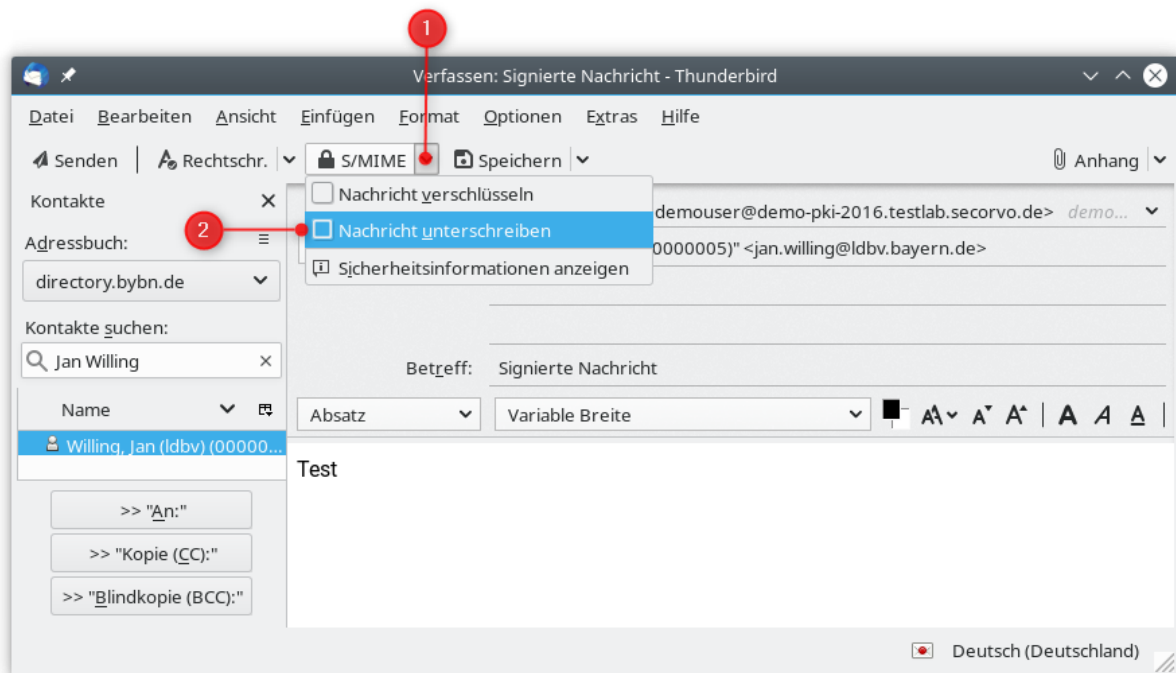 1
Verfassen: Signierte Nachricht - Thunderbird
Datei Bearbeiten Ansicht Einfügen Format Optionen Extras Hilfe
Senden Rechtschr. S/MIME Speichern Anhang
Kontakte
Nachricht verschlüsseln
demouser@demo-pki-2016.testlab.secorvo.de> demo...
2
Nachricht unterschreiben
Adressbuch:
0000005)" <jan.willing@ldbv.bayern.de>
Sicherheitsinformationen anzeigen
directory.bybn.de
Kontakte suchen:
Jan Willing
Betreff: Signierte Nachricht
Name
Absatz Variable Breite A A A A A A
Willing, Jan (ldbv) (00000...
Test
>> "An:"
>> "Kopie (CC):"
>> "Blindkopie (BCC):"
Deutsch (Deutschland)